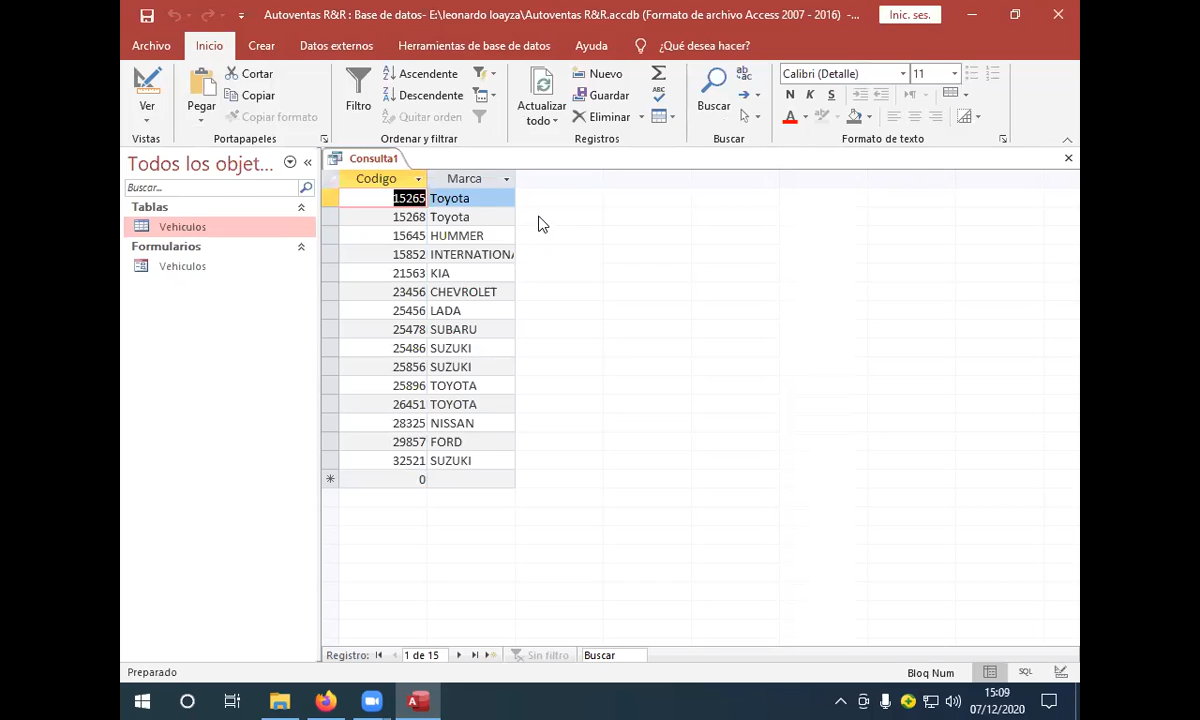 Autoventas R&R : Base de datos- E:\leonardo loayza\Autoventas R&R.accdb (Formato de archivo Access 2007 - 2016) -...
Inic. ses.
Archivo Inicio Crear Datos externos Herramientas de base de datos Ayuda ¿Qué desea hacer?
Ver
Vistas
Pegar
Cortar
Copiar
Copiar formato
Portapapeles
Filtro
Ascendente
Descendente
Quitar orden
Ordenar y filtrar
Actualizar
todo
Nuevo
Guardar
Eliminar
Registros
Buscar
ab
ac
Buscar
Calibri (Detalle) 11
N K S
A
Formato de texto
Todos los objet...
Buscar...
Tablas
Vehiculos
Formularios
Vehiculos
Consulta1
Codigo Marca
15265 Toyota
15268 Toyota
15645 HUMMER
15852 INTERNATIONA
21563 KIA
23456 CHEVROLET
25456 LADA
25478 SUBARU
25486 SUZUKI
25856 SUZUKI
25896 TOYOTA
26451 TOYOTA
28325 NISSAN
29857 FORD
32521 SUZUKI
0
Registro: 1 de 15 Sin filtro Buscar
Preparado
Bloq Num SQL
15:09
07/12/2020